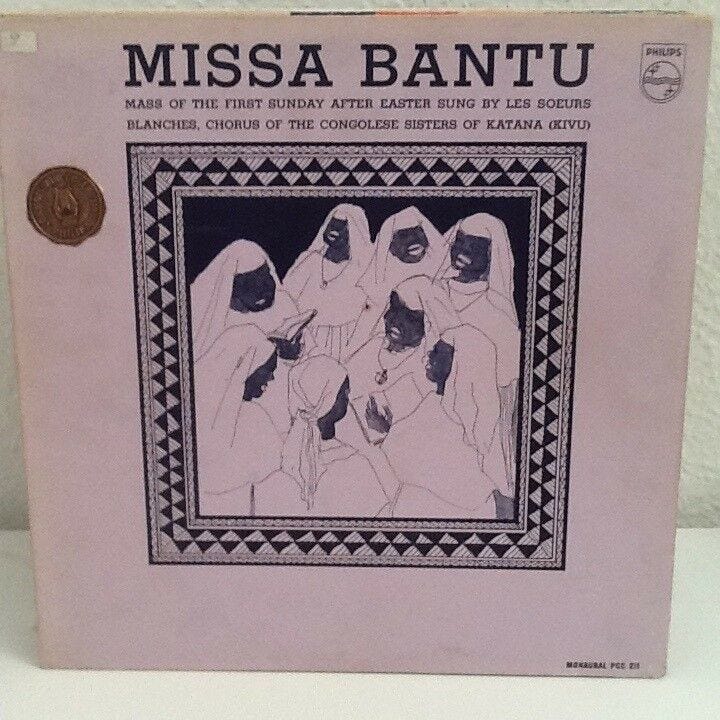 MISSA BANTU
PHILIPS
MASS OF THE FIRST SUNDAY AFTER EASTER SUNG BY LES SOEURS
BLANCHES, CHORUS OF THE CONGOLESE SISTERS OF KATANA (KIVU)
MONAURAL PCC 211